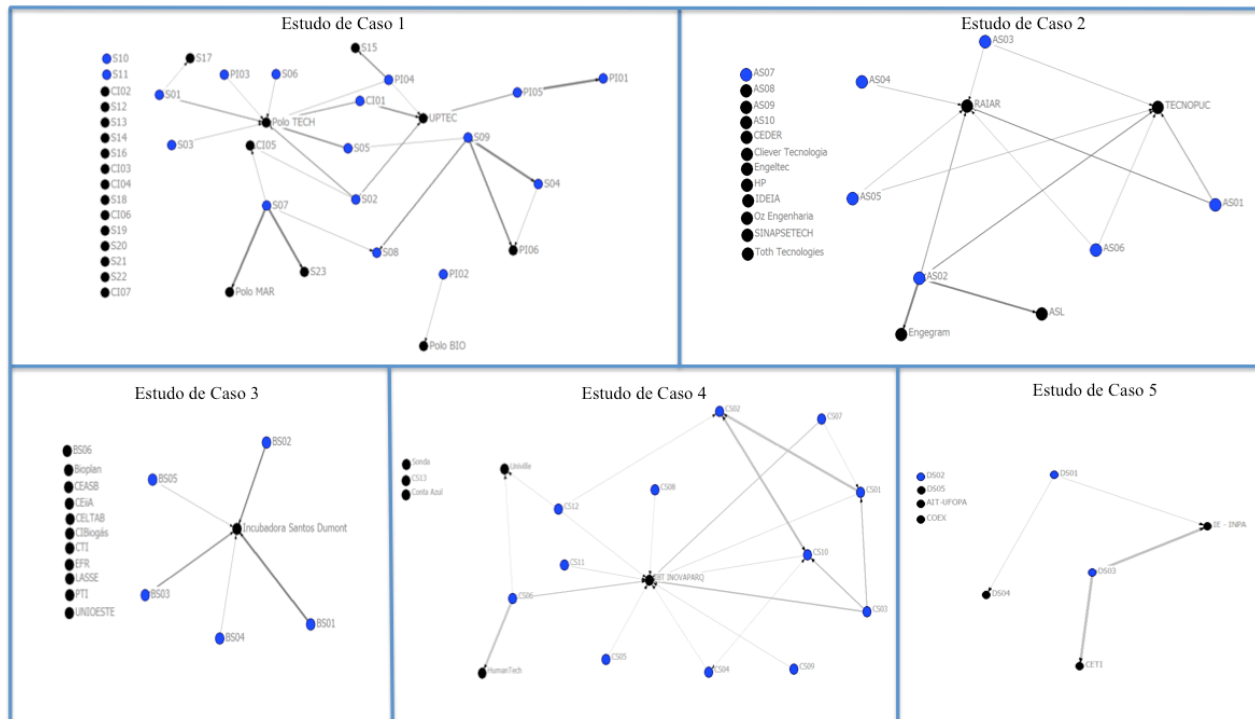 Estudo de Caso 1
S10
S11
CI02
S12
S13
S14
S16
CI03
CI04
S18
CI06
S19
S20
S21
S22
CI07
S17
S15
PI03
S06
PI04
PI01
S01
CI01
PI05
Polo TECH
UPTEC
S03
CI05
S05
S09
S04
S07
S02
S08
PI06
S23
PI02
Polo MAR
Polo BIO
Estudo de Caso 2
AS07
AS08
AS09
AS10
CEDER
Cliever Tecnologia
Engeltec
HP
IDEIA
Oz Engenharia
SINAPSETECH
Toth Tecnologies
AS03
AS04
RAIAR
TECNOPUC
AS05
AS01
AS06
AS02
ASL
Engegram
Estudo de Caso 3
BS06
Bioplan
CEASB
CEiiA
CELTAB
CIBiogás
CTI
EFR
LASSE
PTI
UNIOESTE
BS02
BS05
Incubadora Santos Dumont
BS03
BS04
BS01
Estudo de Caso 4
Sonda
CS13
Conta Azul
CS02
CS07
Univille
CS08
CS01
CS12
CS10
CS11
EBT INOVAPARQ
CS06
CS03
CS05
CS04
CS09
HumanTech
Estudo de Caso 5
DS02
DS05
AIT-UFOPA
COEX
DS01
IE - INPA
DS03
DS04
CETI